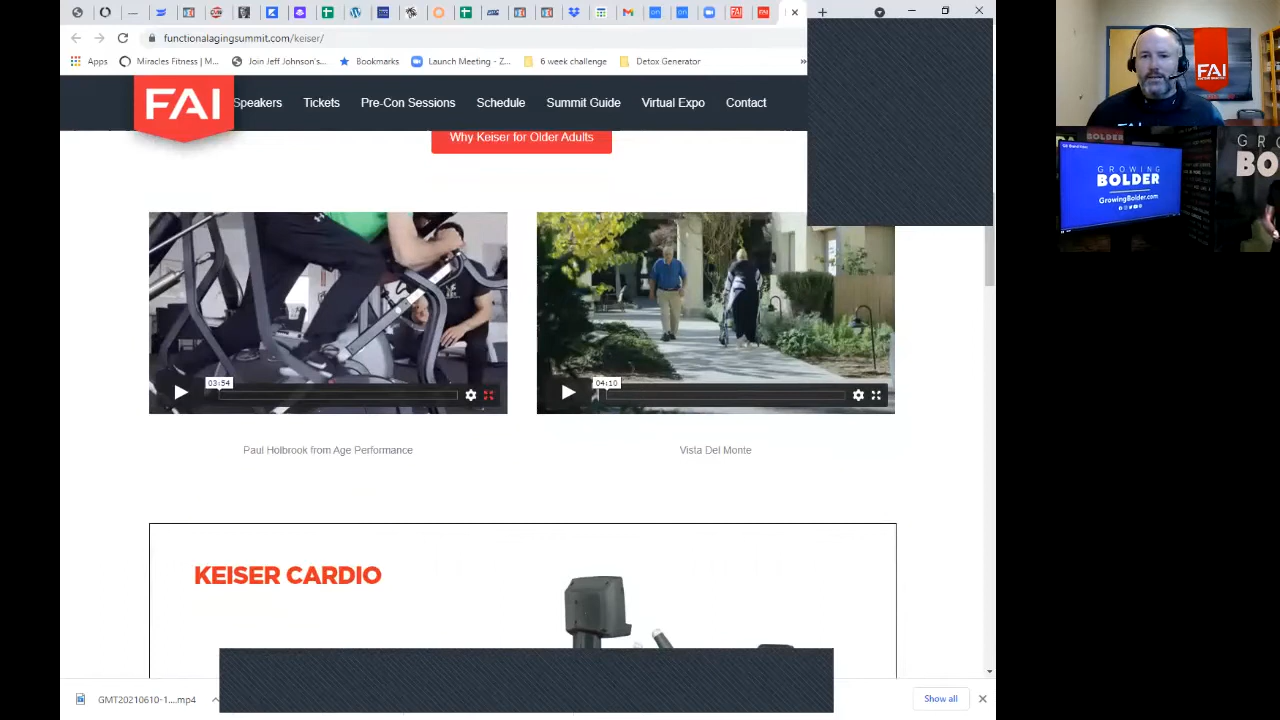 functionalagingsummit.com/keiser/
Apps
Miracles Fitness | M...
Join Jeff Johnson's...
Bookmarks
Launch Meeting - Z...
6 week challenge
Detox Generator
»
FAI
Speakers
Tickets
Pre-Con Sessions
Schedule
Summit Guide
Virtual Expo
Contact
Why Keiser for Older Adults
03:54
04:10
Paul Holbrook from Age Performance
Vista Del Monte
KEISER CARDIO
GMT20210610-1....mp4
Show all
FAI
BOLDER
GROWING
BOLDER
GrowingBolder.com
GRO
BO